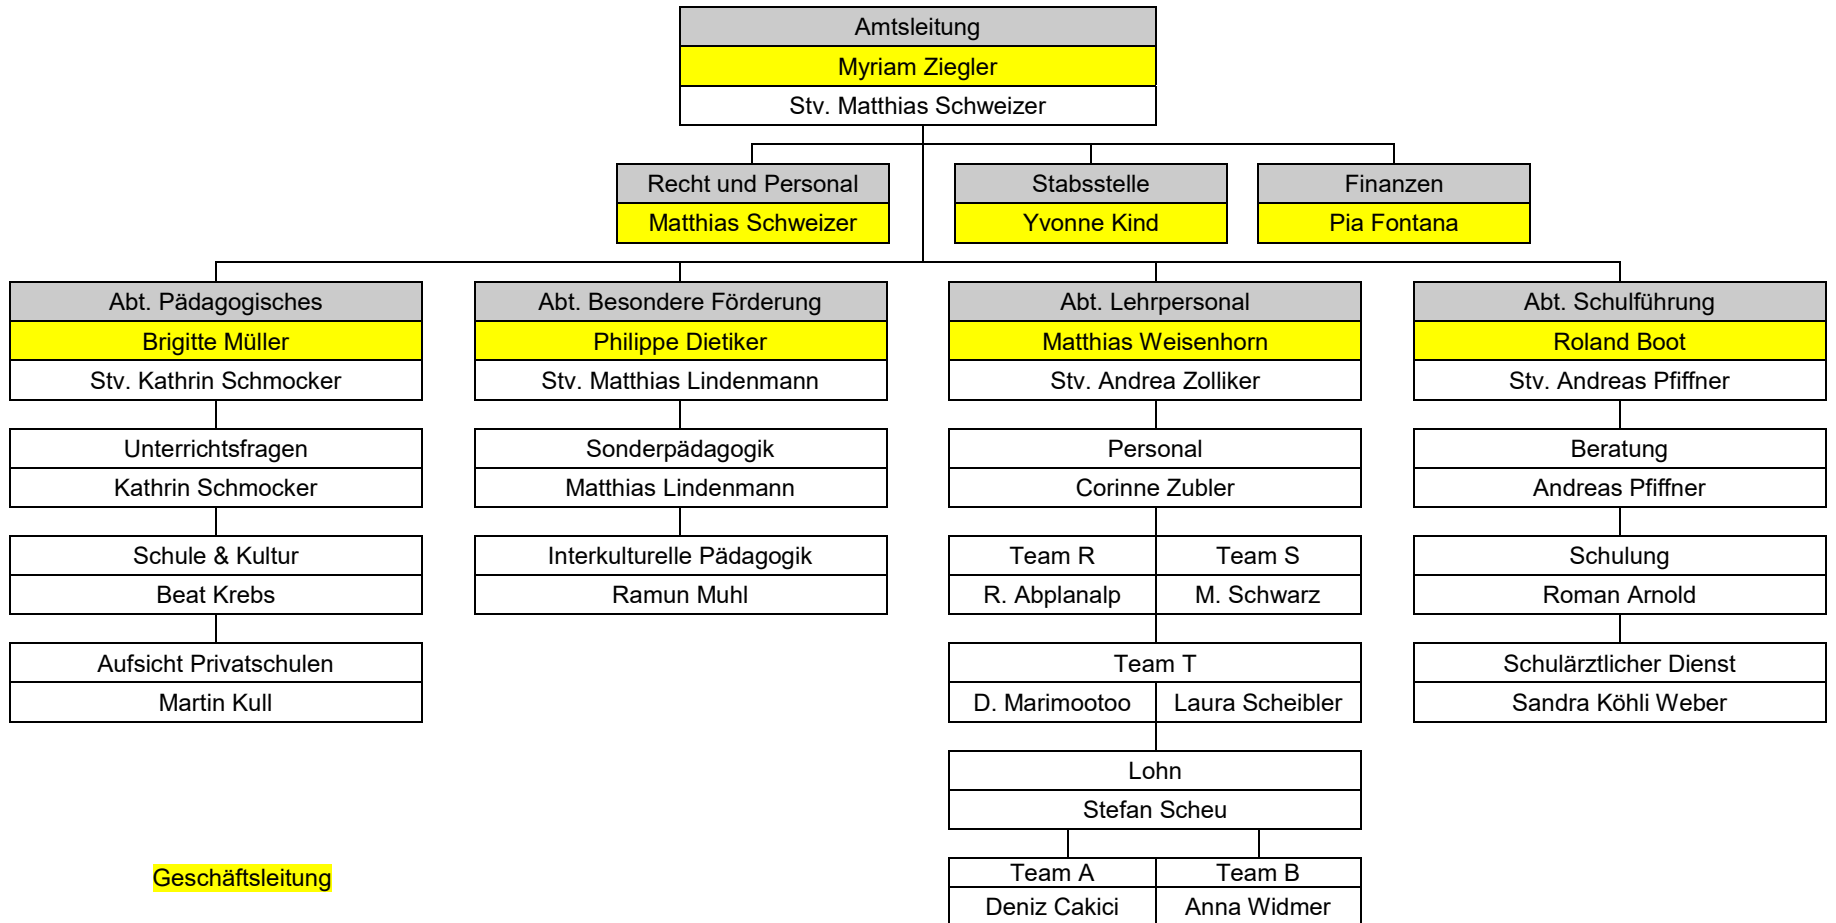 Amtsleitung
Myriam Ziegler
Stv. Matthias Schweizer
Recht und Personal
Matthias Schweizer
Stabsstelle
Yvonne Kind
Finanzen
Pia Fontana
Abt. Pädagogisches
Brigitte Müller
Stv. Kathrin Schmocker
Unterrichtsfragen
Kathrin Schmocker
Schule & Kultur
Beat Krebs
Aufsicht Privatschulen
Martin Kull
Abt. Besondere Förderung
Philippe Dietiker
Stv. Matthias Lindenmann
Sonderpädagogik
Matthias Lindenmann
Interkulturelle Pädagogik
Ramun Muhl
Abt. Lehrpersonal
Matthias Weisenhorn
Stv. Andrea Zolliker
Personal
Corinne Zubler
Team R
R. Abplanalp
Team S
M. Schwarz
Team T
D. Marimootoo
Laura Scheibler
Lohn
Stefan Scheu
Team A
Deniz Cakici
Team B
Anna Widmer
Abt. Schulführung
Roland Boot
Stv. Andreas Pfiffner
Beratung
Andreas Pfiffner
Schulung
Roman Arnold
Schulärztlicher Dienst
Sandra Köhli Weber
Geschäftsleitung